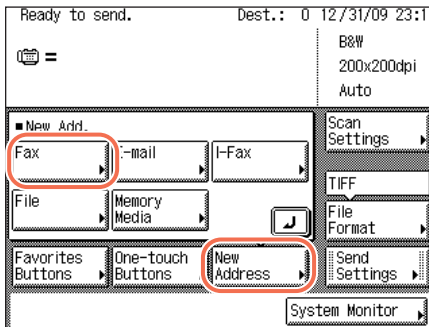 Ready to send. Dest.: 0 12/31/09 23:1
=
B&W
200x200dpi
Auto
New Add.
Scan
Settings
Fax
-mail
I-Fax
TIFF
File
Memory
Media
File
Format
Favorites
Buttons
One-touch
Buttons
New
Address
Send
Settings
System Monitor